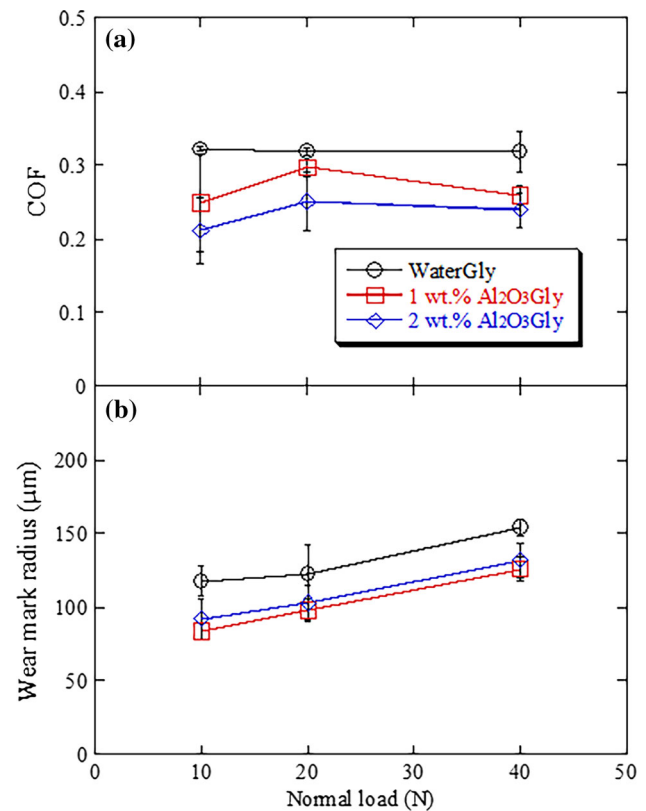 0.5
(a)
0.4
0.3
COF
0.2
WaterGly
1 wt.% Al2O3Gly
2 wt.% Al2O3Gly
0.1
0
(b)
200
Wear mark radius (μm)
150
100
50
0
0 10 20 30 40 50
Normal load (N)